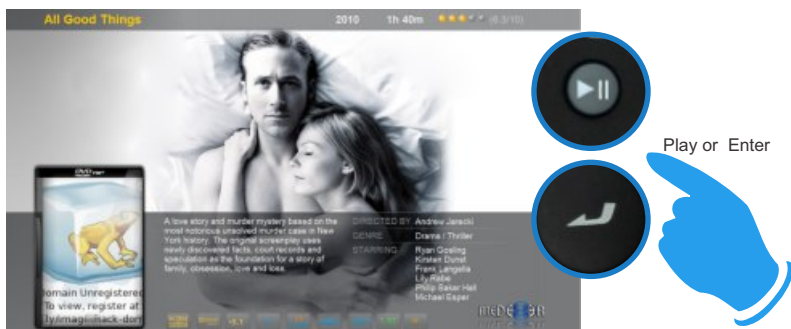 All Good Things
2010 1h 40m (6.3/10)
Play or Enter
DVD
A love story and murder mystery based on the
most notorious unsolved murder case in New
York history. The original screenplay uses
newly discovered facts, court records and
speculation as the foundation for a story of
family, obsession, love and loss.
DIRECTED BY Andrew Jarecki
GENRE Drama / Thriller
STARRING Ryan Gosling
Kirsten Dunst
Frank Langella
Lily Rabe
Philip Baker Hall
Michael Esper
omain Unregistered
To view, register at